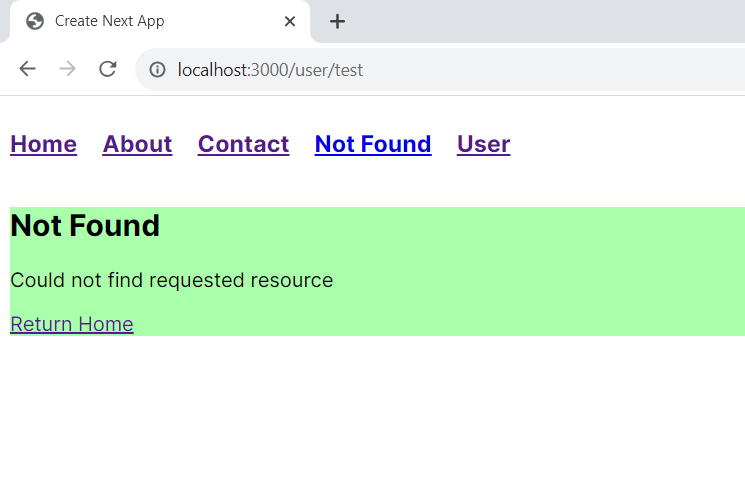 Create Next App
localhost:3000/user/test
Home About Contact Not Found User
Not Found
Could not find requested resource
Return Home